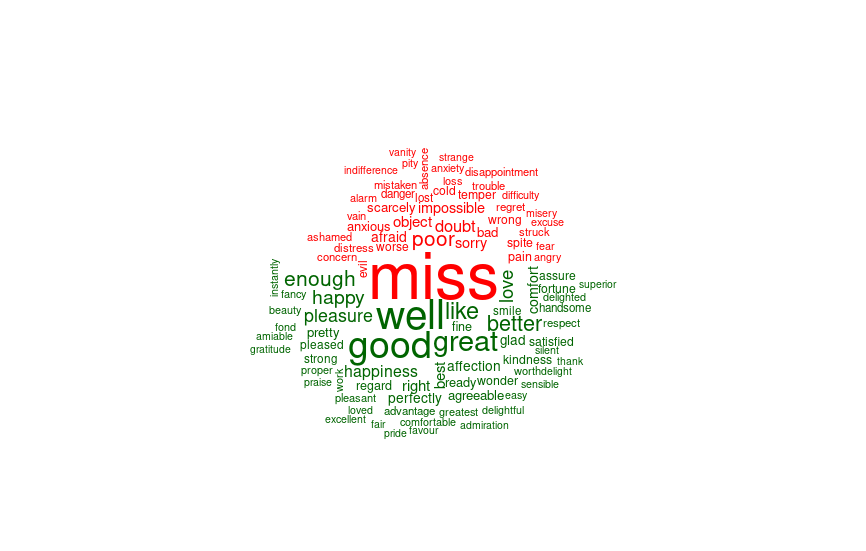 vanity
strange
pity
absence
indifference
anxiety
disappointment
loss
mistaken
cold
trouble
danger
lost
temper
difficulty
alarm
scarcely
impossible
regret
misery
vain
object
doubt
wrong
excuse
anxious
bad
struck
ashamed
afraid
poor
sorry
spite
fear
distress
worse
pain
angry
concern
evil
miss
instantly
enough
love
comfort
assure
superior
fancy
happy
fortune
delighted
beauty
pleasure
well
like
smile
handsome
fond
fine
better
respect
amiable
pretty
good
great
glad
satisfied
gratitude
pleased
silent
strong
best
affection
kindness
thank
proper
happiness
worth
delight
praise
work
regard
right
ready
wonder
sensible
pleasant
perfectly
agreeable
easy
loved
advantage
greatest
delightful
excellent
fair
comfortable
admiration
pride
favour